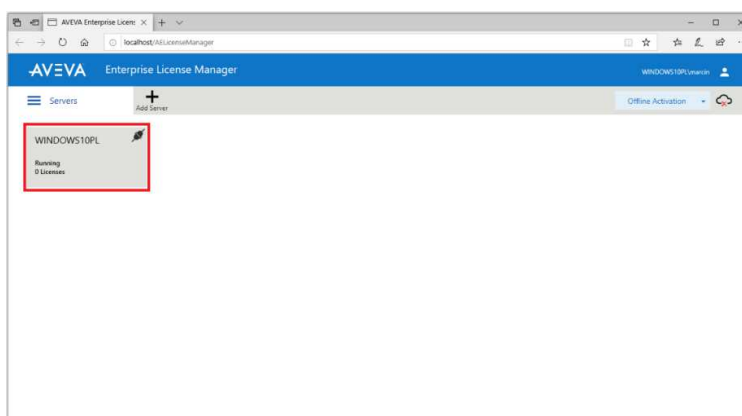 AVEVA Enterprise Licens
localhost/AELicenseManager
AVEVA Enterprise License Manager
WINDOWS10PL\marcin
Servers
Add Server
Offline Activation
WINDOWS10PL
Running
0 Licenses